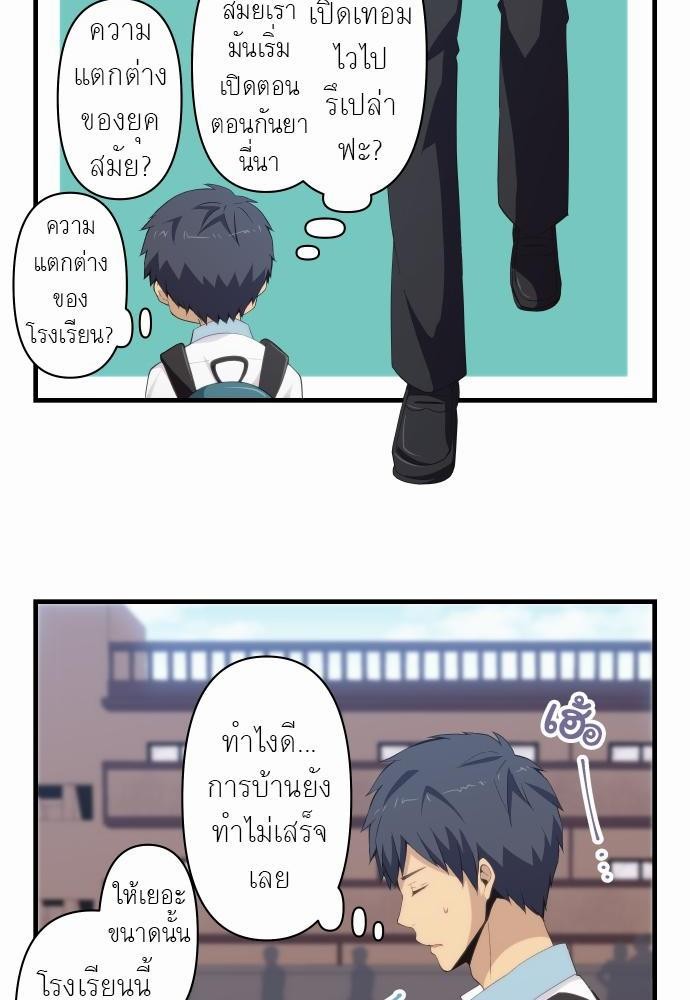 เปิดเทอม
ไวไป
รึเปล่า
ฟะ?
สมัยเรา
มันเริ่ม
เปิดตอน
ตอนกันยา
นี่นา
ความ
แตกต่าง
ของยุค
สมัย?
ความ
แตกต่าง
ของ
โรงเรียน?
เฮ้อ
ทำไงดี...
การบ้านยัง
ทำไม่เสร็จ
เลย
ให้เยอะ
ขนาดนั้น
โรงเรียนนี้